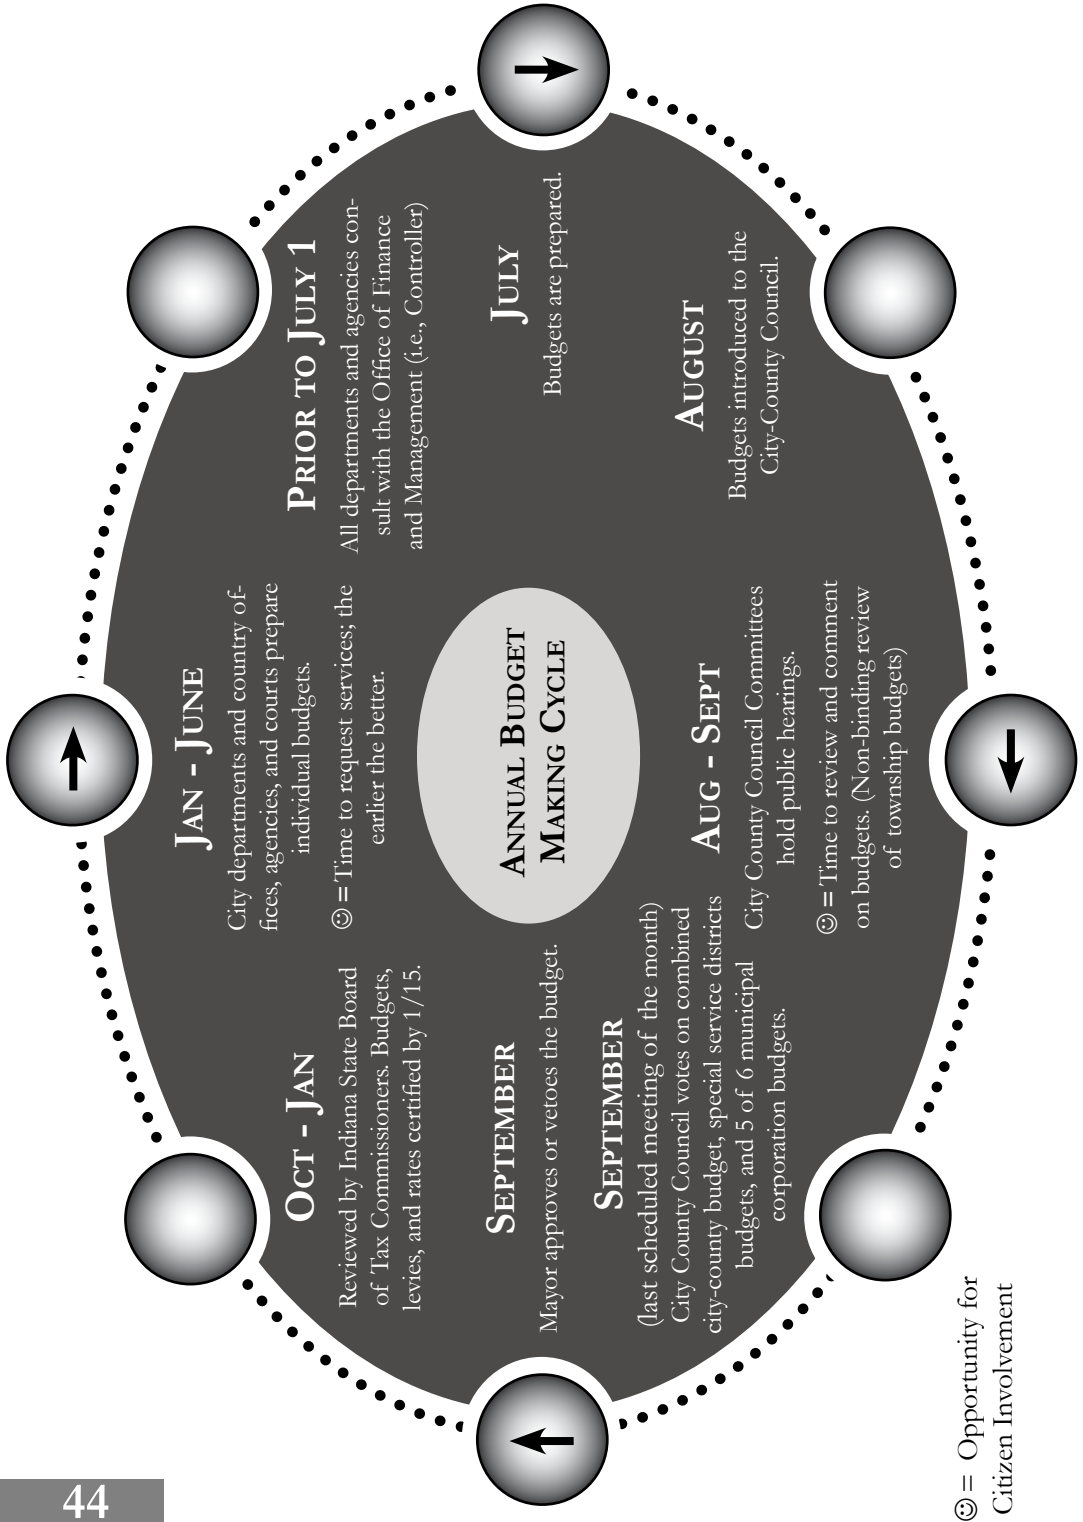 44
ANNUAL BUDGET
MAKING CYCLE
JAN - JUNE
City departments and country of-
fices, agencies, and courts prepare
individual budgets.
☺ = Time to request services; the
earlier the better.
PRIOR TO JULY 1
All departments and agencies con-
sult with the Office of Finance
and Management (i.e., Controller)
JULY
Budgets are prepared.
AUGUST
Budgets introduced to the
City-County Council.
AUG - SEPT
City County Council Committees
hold public hearings.
☺ = Time to review and comment
on budgets. (Non-binding review
of township budgets)
SEPTEMBER
(last scheduled meeting of the month)
City County Council votes on combined
city-county budget, special service districts
budgets, and 5 of 6 municipal
corporation budgets.
SEPTEMBER
Mayor approves or vetoes the budget.
OCT - JAN
Reviewed by Indiana State Board
of Tax Commissioners. Budgets,
levies, and rates certified by 1/15.
☺ = Opportunity for
Citizen Involvement